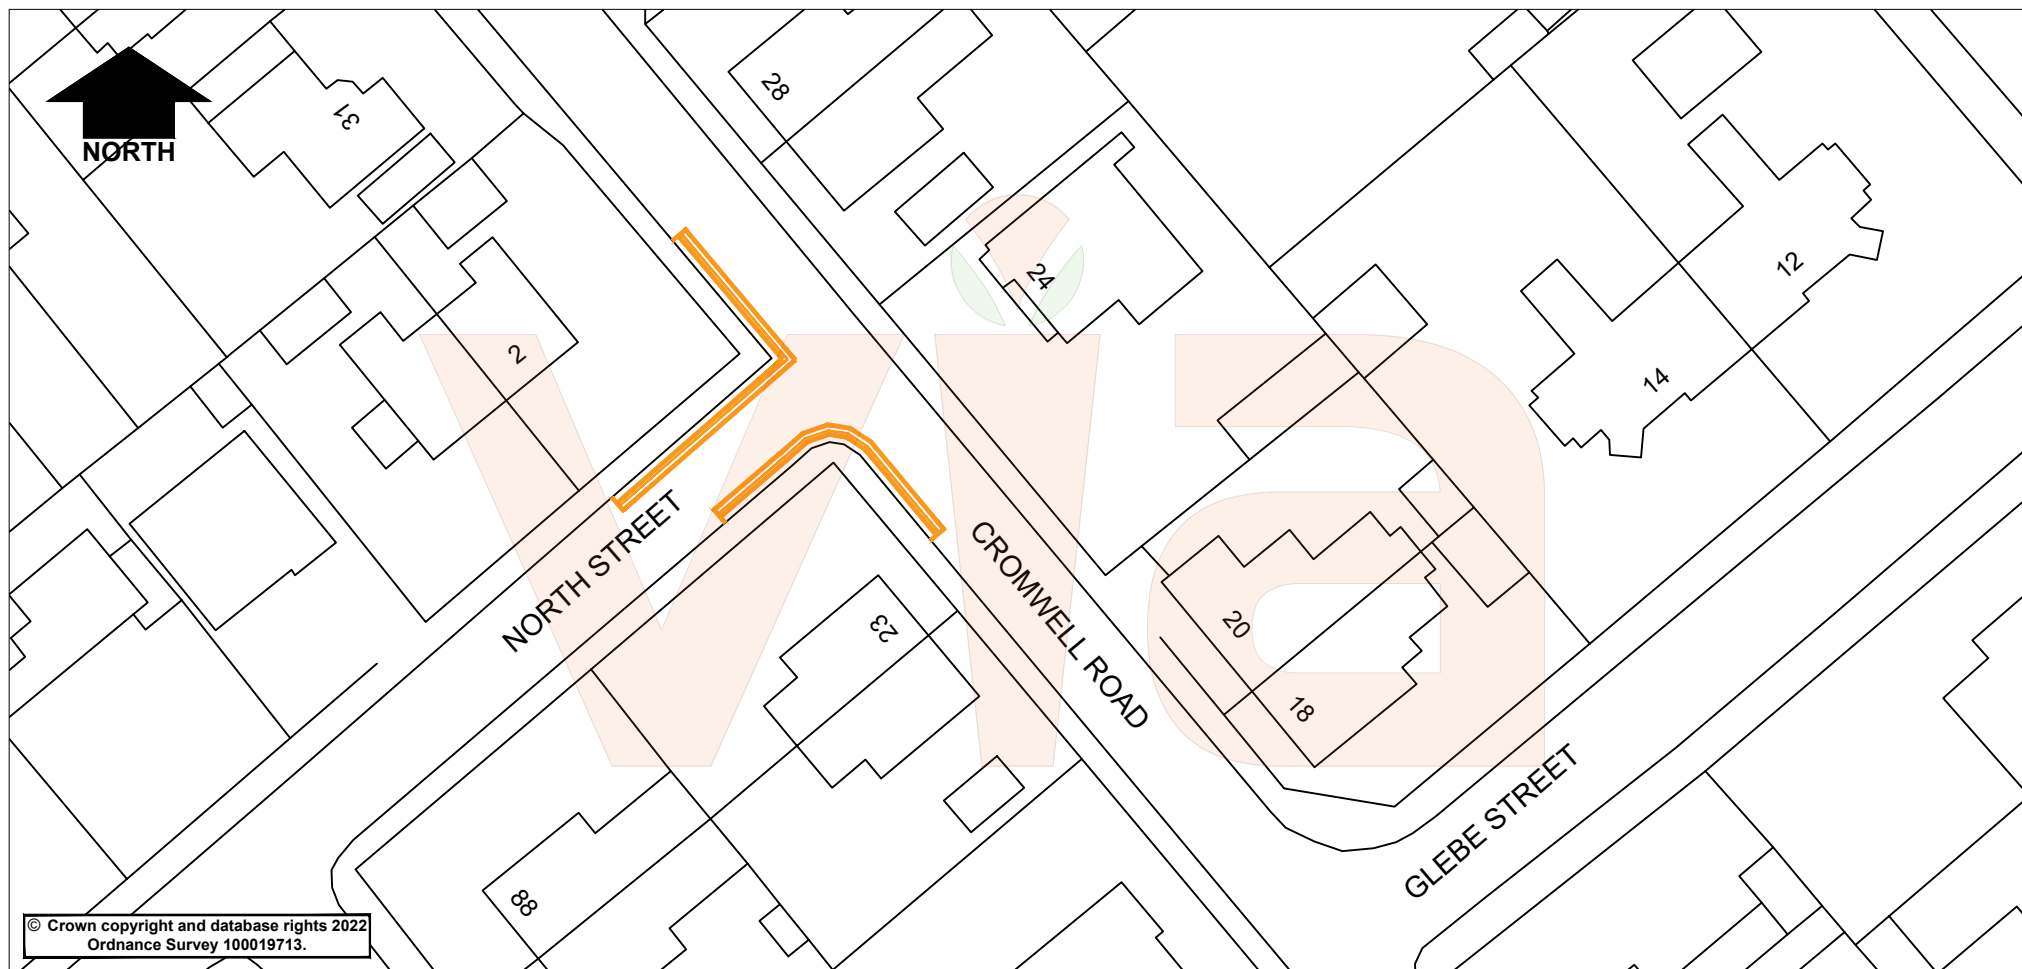 NORTH
31
28
24
12
14
2
NORTH STREET
CROMWELL ROAD
23
20
18
GLEBE STREET
88
© Crown copyright and database rights 2022
Ordnance Survey 100019713.
via